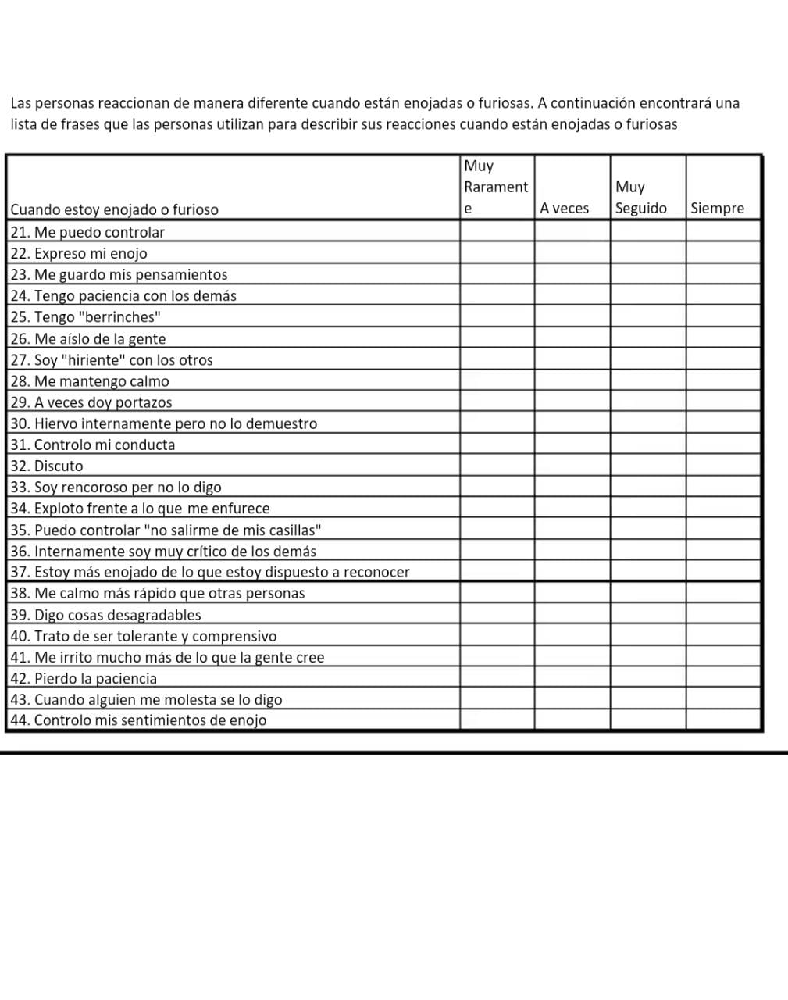 Las personas reaccionan de manera diferente cuando están enojadas o furiosas. A continuación encontrará una
lista de frases que las personas utilizan para describir sus reacciones cuando están enojadas o furiosas
Cuando estoy enojado o furioso
Muy
Rarament
e
A veces
Muy
Seguido
Siempre
21. Me puedo controlar
22. Expreso mi enojo
23. Me guardo mis pensamientos
24. Tengo paciencia con los demás
25. Tengo "berrinches"
26. Me aíslo de la gente
27. Soy "hiriente" con los otros
28. Me mantengo calmo
29. A veces doy portazos
30. Hiervo internamente pero no lo demuestro
31. Controlo mi conducta
32. Discuto
33. Soy rencoroso per no lo digo
34. Exploto frente a lo que me enfurece
35. Puedo controlar "no salirme de mis casillas"
36. Internamente soy muy crítico de los demás
37. Estoy más enojado de lo que estoy dispuesto a reconocer
38. Me calmo más rápido que otras personas
39. Digo cosas desagradables
40. Trato de ser tolerante y comprensivo
41. Me irrito mucho más de lo que la gente cree
42. Pierdo la paciencia
43. Cuando alguien me molesta se lo digo
44. Controlo mis sentimientos de enojo